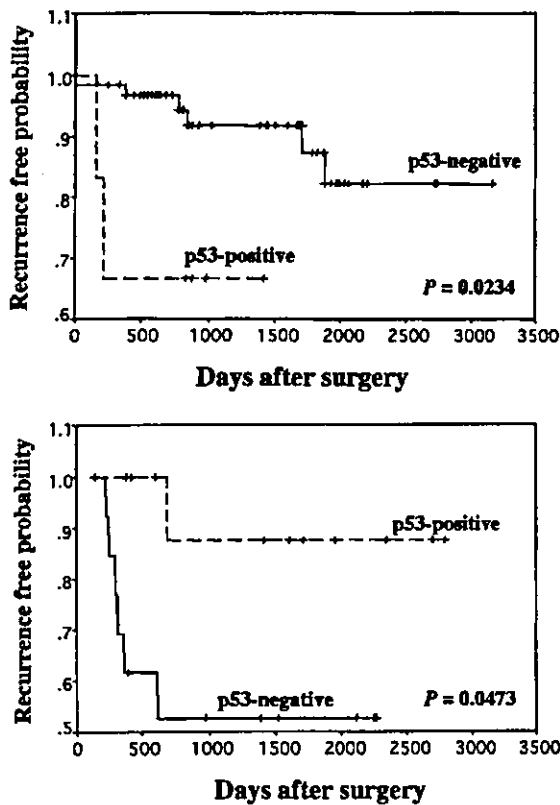 Recurrence free probability
1.1
1.0
.9
.8
.7
.6
p53-negative
p53-positive
P = 0.0234
0 500 1000 1500 2000 2500 3000 3500
Days after surgery
Recurrence free probability
1.1
1.0
.9
.8
.7
.6
.5
p53-positive
p53-negative
P = 0.0473
0 500 1000 1500 2000 2500 3000 3500
Days after surgery